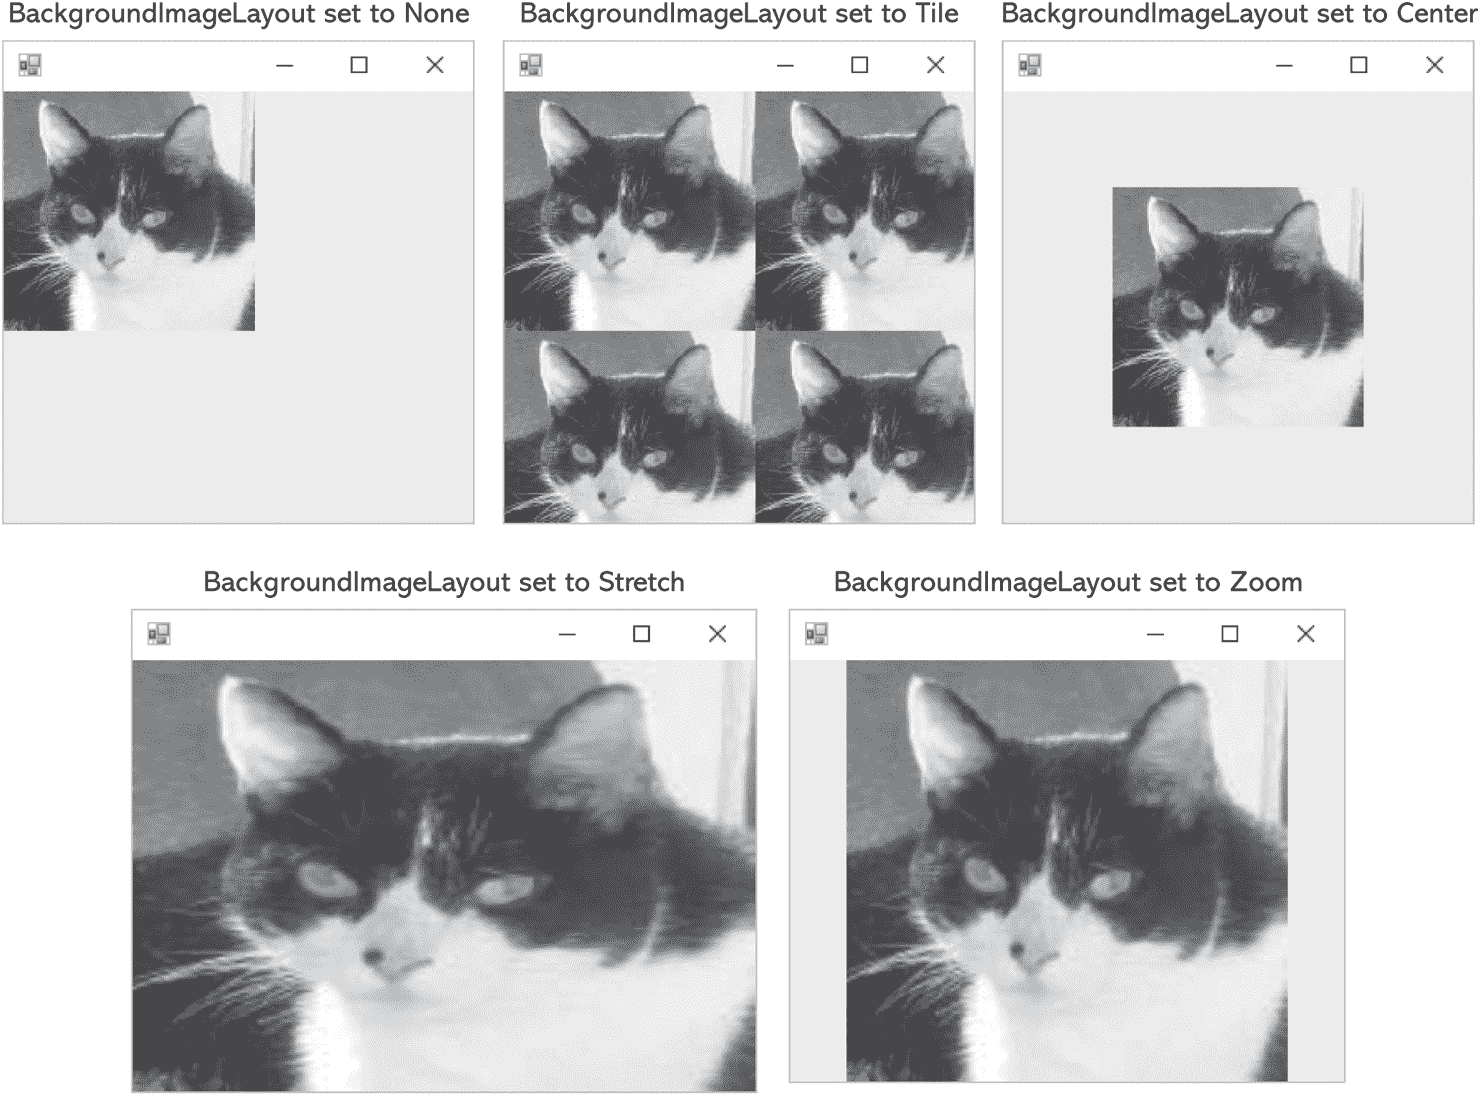 BackgroundImageLayout set to None
BackgroundImageLayout set to Tile
BackgroundImageLayout set to Center
BackgroundImageLayout set to Stretch
BackgroundImageLayout set to Zoom